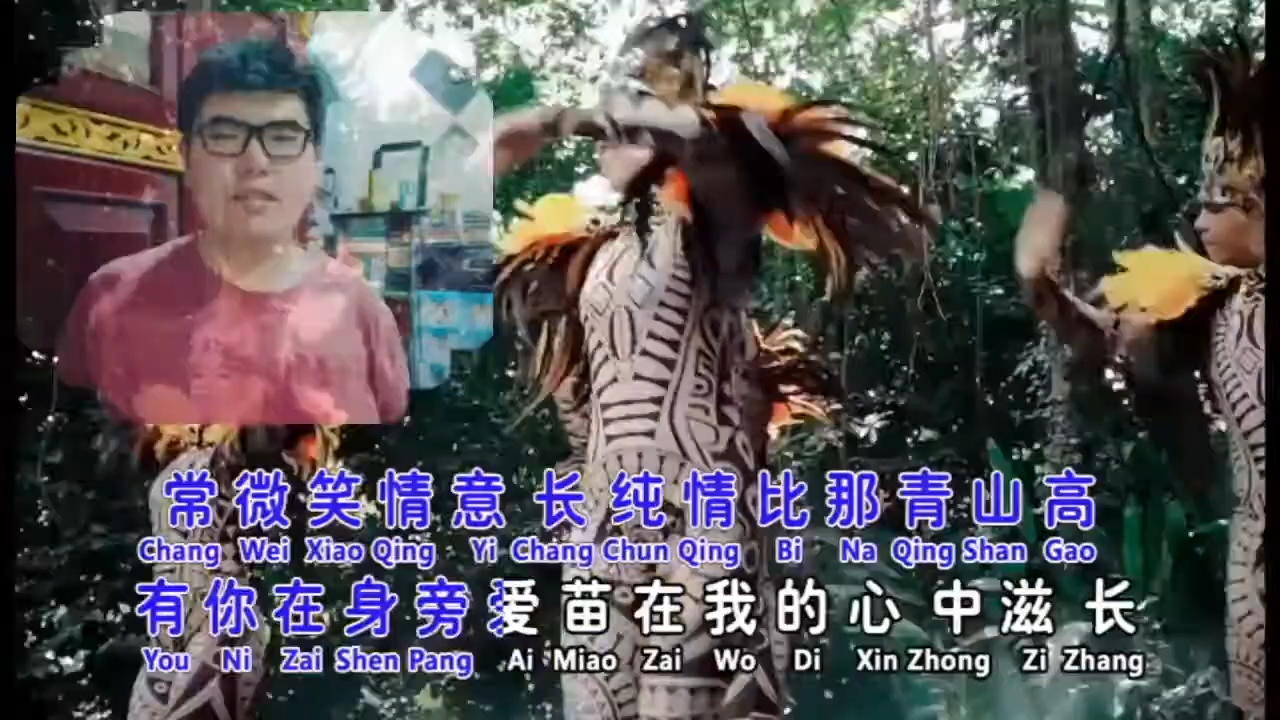 常微笑情意长纯情比那青山高
Chang Wei Xiao Qing Yi Chang Chun Qing Bi Na Qing Shan Gao
有你在身旁爱苗在我的心中滋长
You Ni Zai Shen Pang Ai Miao Zai Wo Di Xin Zhong Zi Zhang